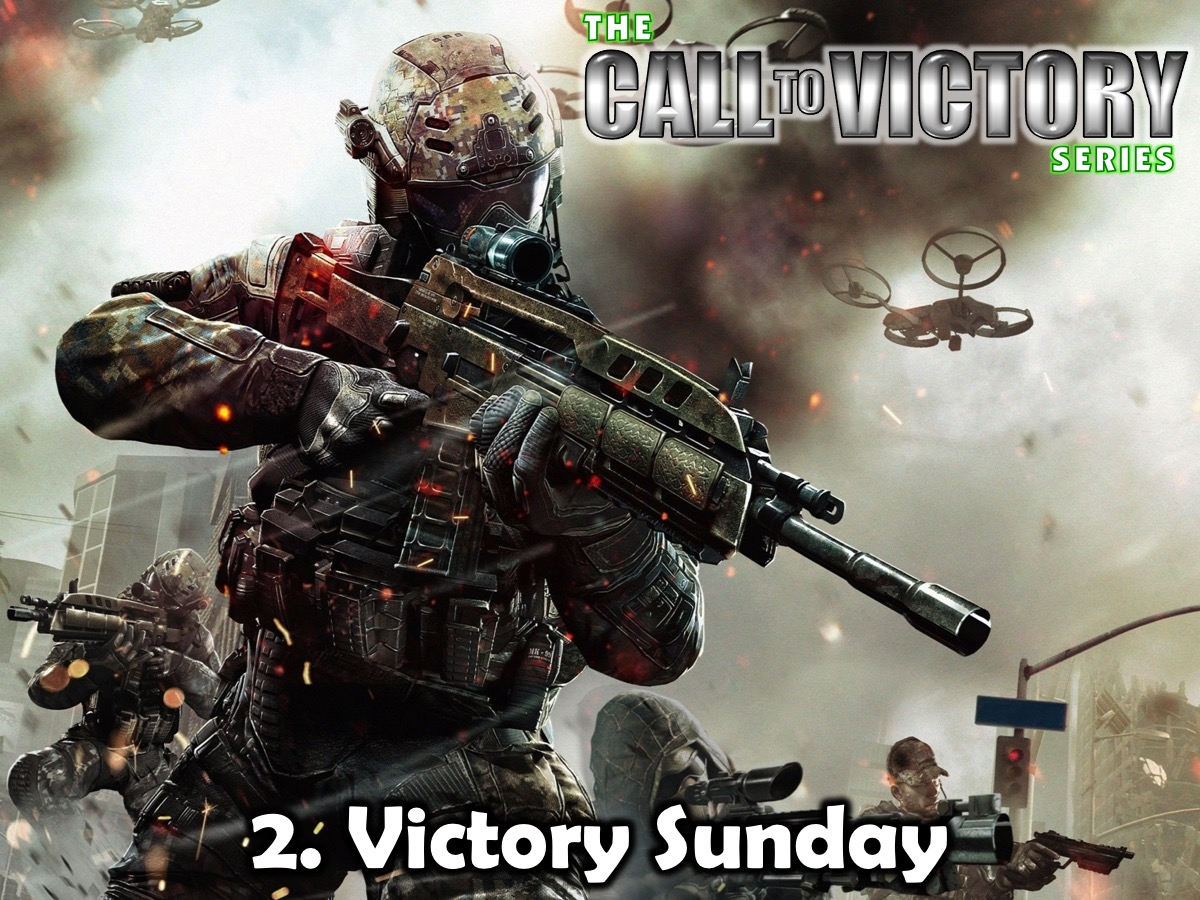 THE
CALL TO VICTORY
SERIES
2. Victory Sunday